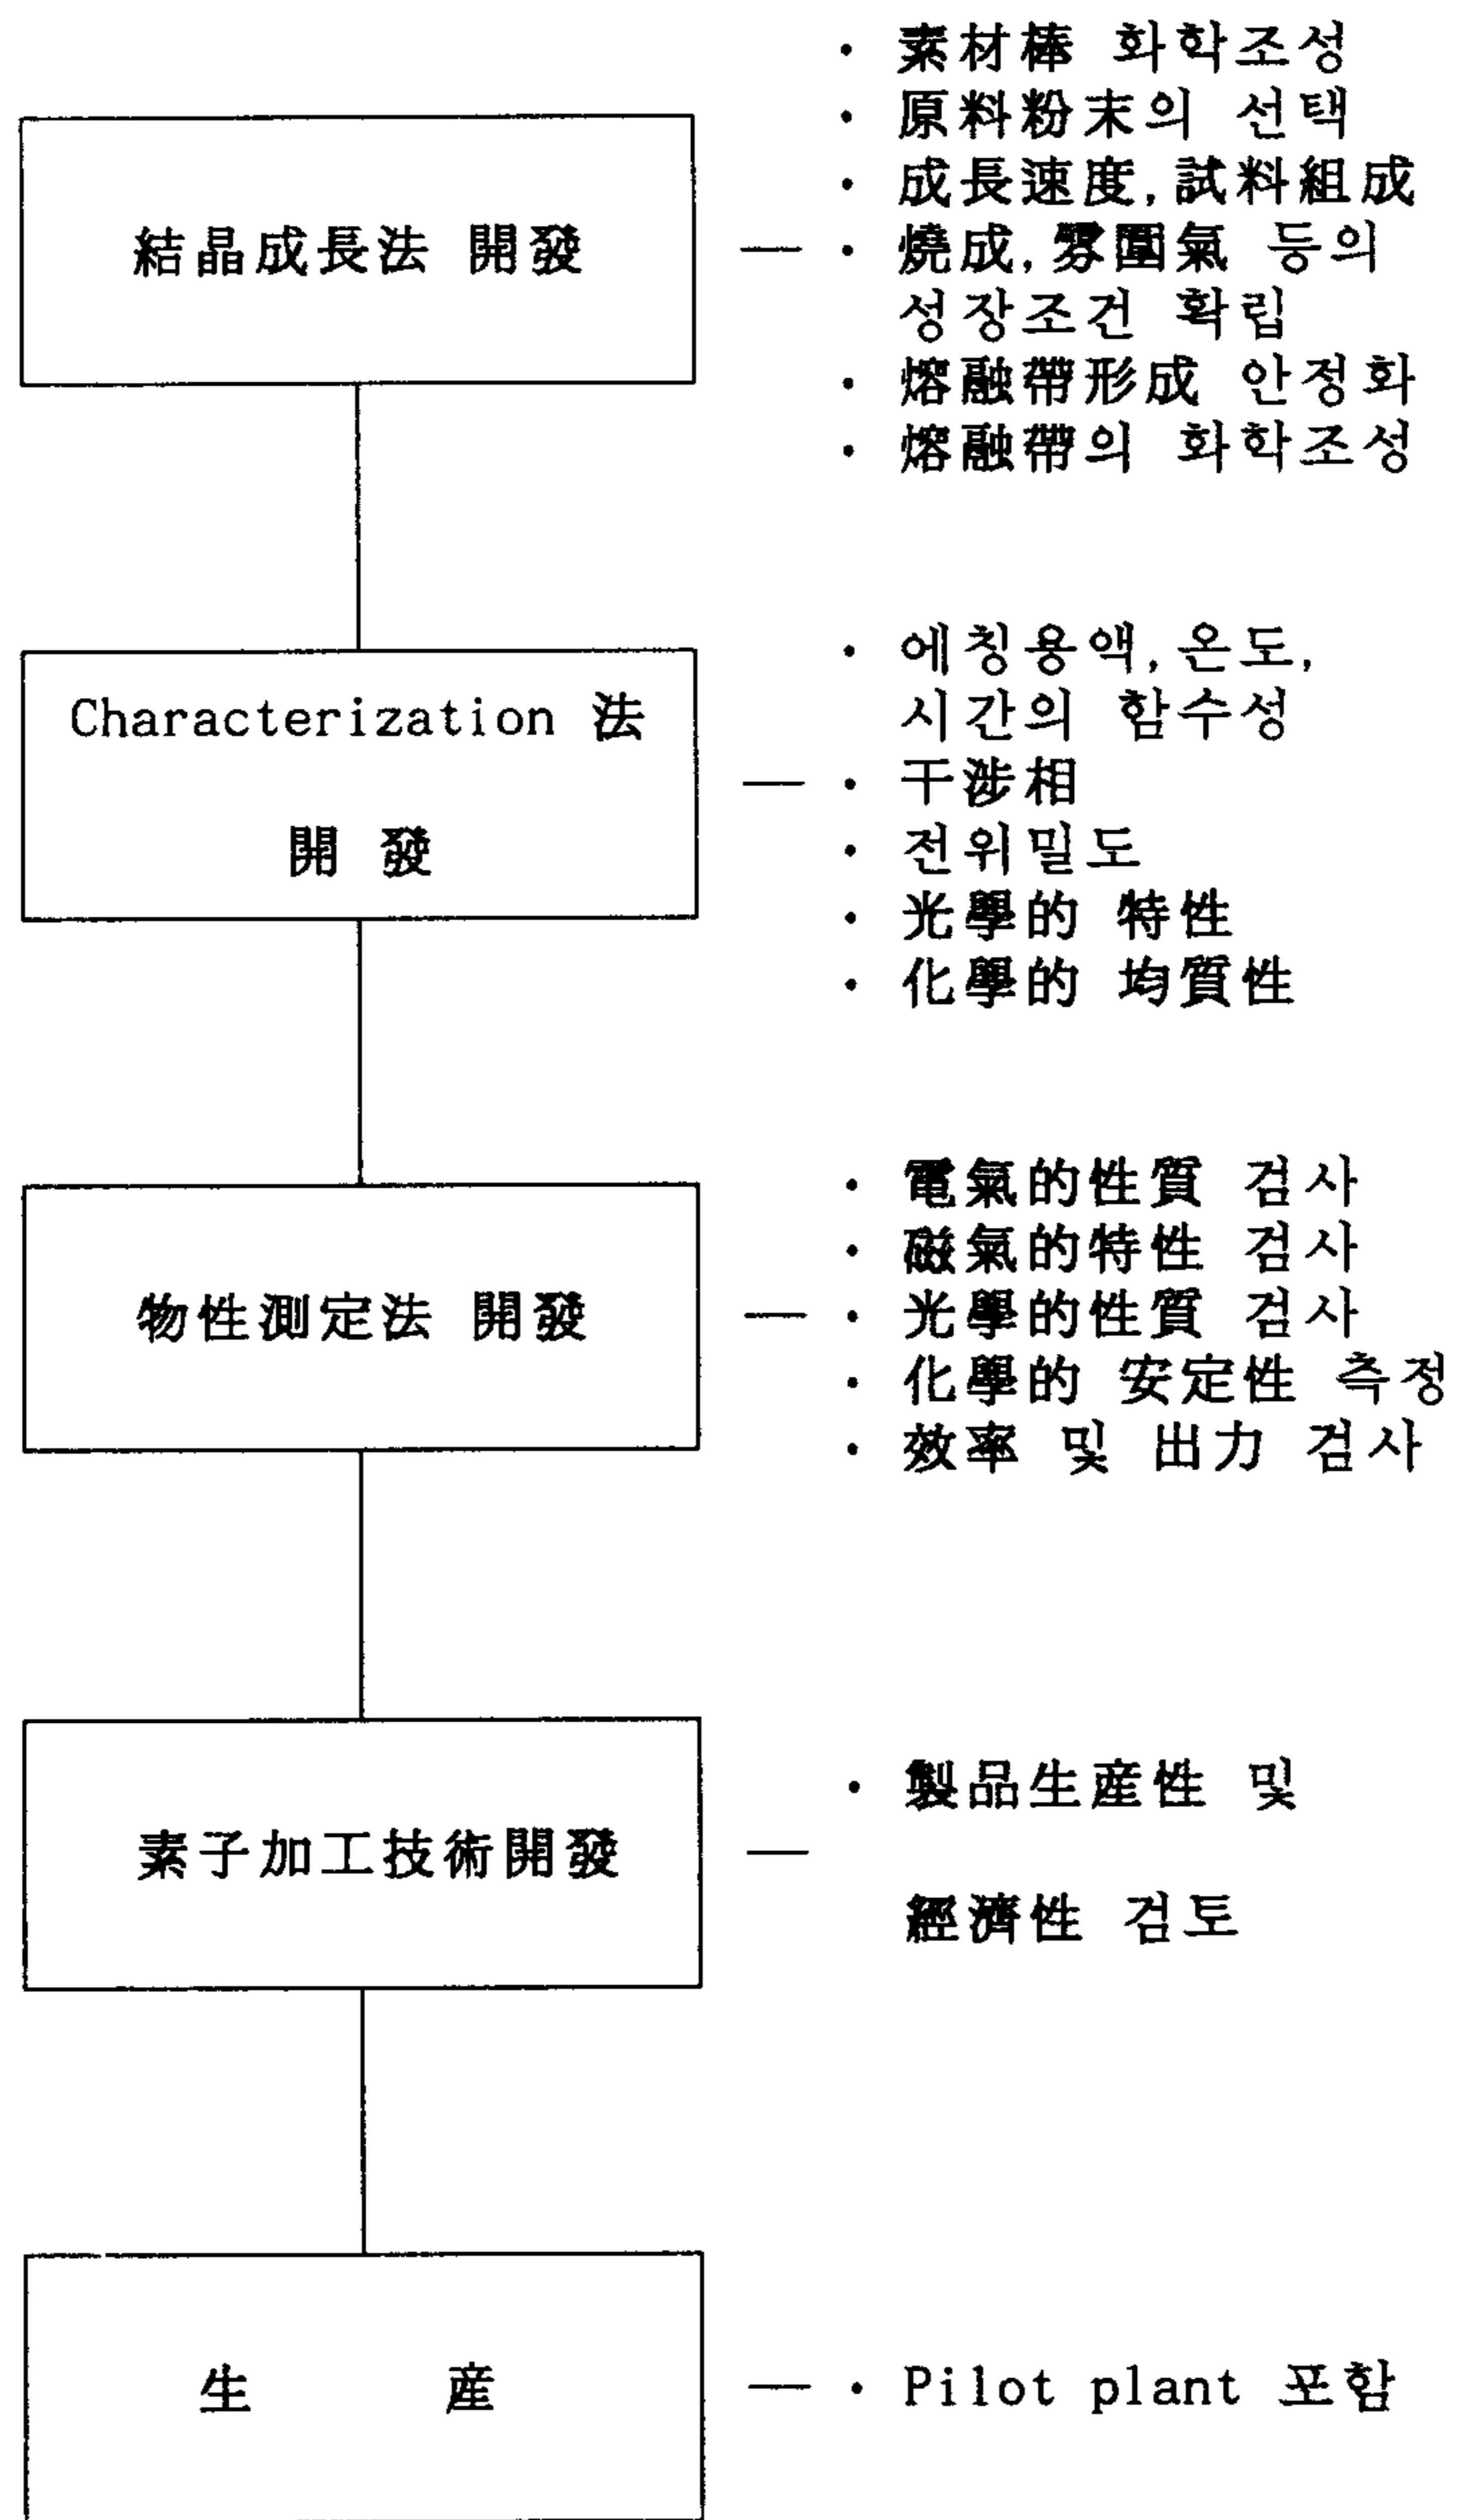 結晶成長法 開發
· 素材棒 화학조성
· 原料粉末의 선택
· 成長速度,試料組成
· 燒成,雰圍氣 등의
성장조건 확립
· 熔融帶形成 안정화
· 熔融帶의 화학조성
Characterization 法
開 發
· 에칭용액,온도,
시간의 함수성
· 干涉相
· 전위밀도
· 光學的 特性
· 化學的 均質性
物性測定法 開發
· 電氣的性質 검사
· 磁氣的特性 검사
· 光學的性質 검사
· 化學的 安定性 측정
· 效率 및 出力 검사
素子加工技術開發
· 製品生産性 및
經濟性 검토
生 産
· Pilot plant 포함